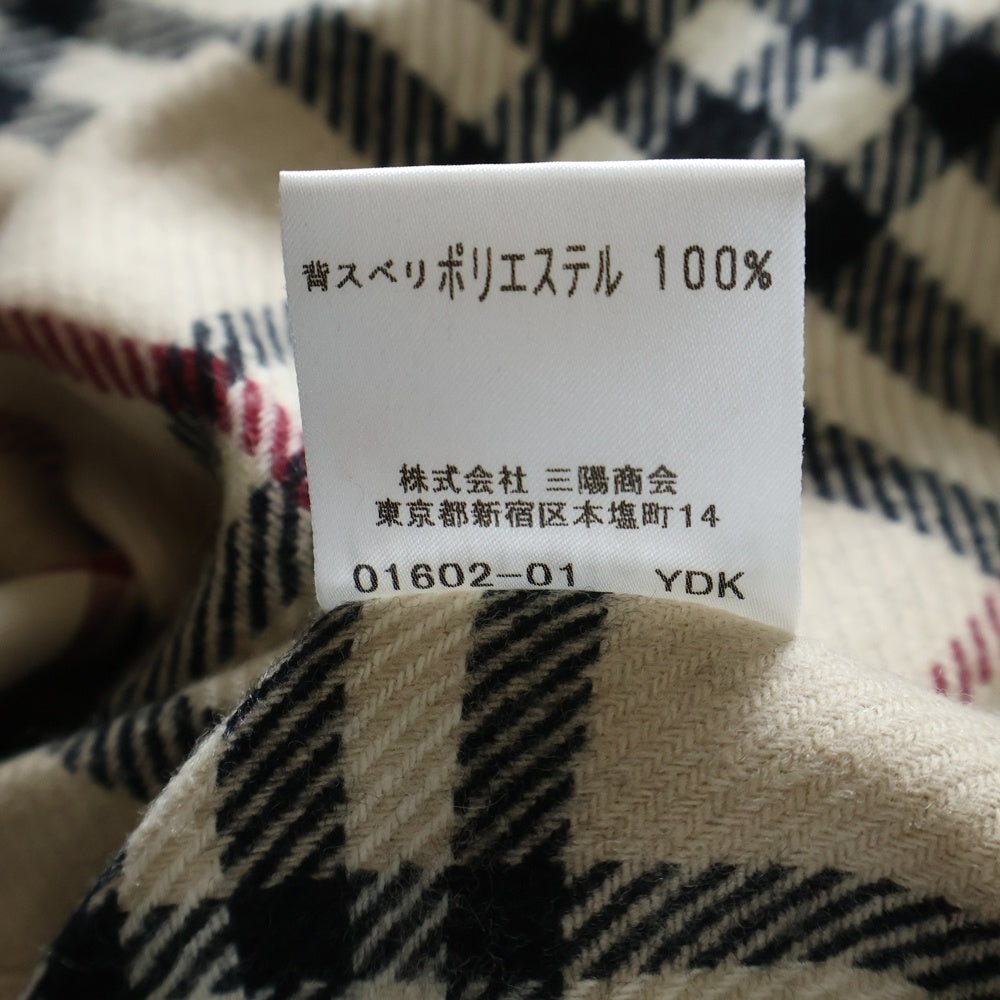 背スベリポリエステル 100%
株式会社 三陽商会
東京都新宿区本塩町14
01602-01 YDK